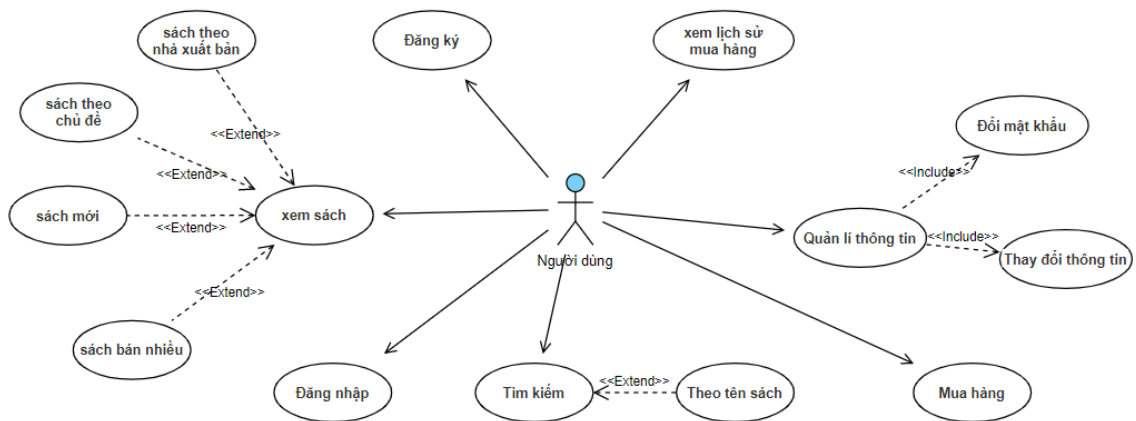 sách theo
nhà xuất bản
Đăng ký
xem lịch sử
mua hàng
sách theo
chủ đề
<<Extend>>
Đổi mật khẩu
<<Extend>>
<<Include>>
sách mới
<<Extend>>
xem sách
Quản lí thông tin
<<Include>>
Thay đổi thông tin
Người dùng
<<Extend>>
sách bán nhiều
Đăng nhập
Tìm kiếm
<<Extend>>
Theo tên sách
Mua hàng